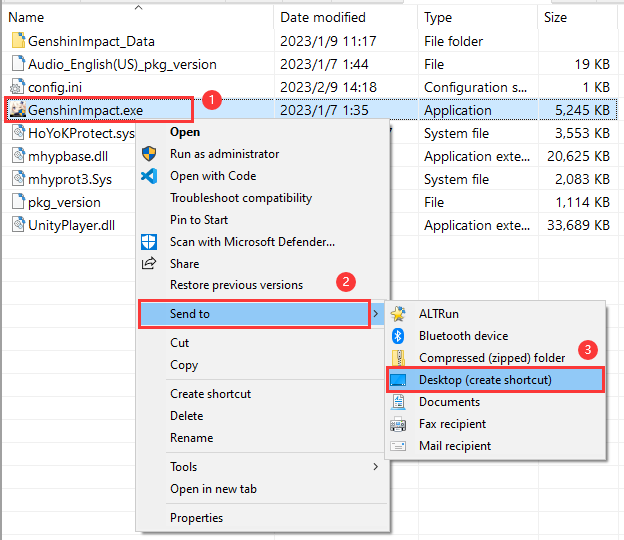 Name Date modified Type Size
GenshinImpact_Data 2023/1/9 11:17 File folder
Audio_English(US)_pkg_version 2023/1/7 1:44 File 19 KB
config.ini 2023/2/9 14:18 Configuration s... 1 KB
GenshinImpact.exe 1 2023/1/7 1:35 Application 5,245 KB
HoYoKProtect.sys System file 3,553 KB
mhypbase.dll Application exte... 20,625 KB
mhyprot3.Sys System file 2,083 KB
pkg_version File 1,114 KB
UnityPlayer.dll Application exte... 33,689 KB
Open
Run as administrator
Open with Code
Troubleshoot compatibility
Pin to Start
Scan with Microsoft Defender...
Share
Restore previous versions
2
Send to
Cut
Copy
Create shortcut
Delete
Rename
Tools
Open in new tab
Properties
ALTRun
Bluetooth device
Compressed (zipped) folder
3
Desktop (create shortcut)
Documents
Fax recipient
Mail recipient